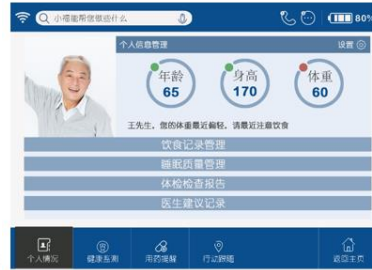 小禧能帮您做些什么
80%
个人信息管理
设置
年龄
65
身高
170
体重
60
王先生，您的体重最近偏轻，请最近注意饮食
饮食记录管理
睡眠质量管理
体检检查报告
医生建议记录
个人情况
健康监测
用药提醒
行动跟随
返回主页